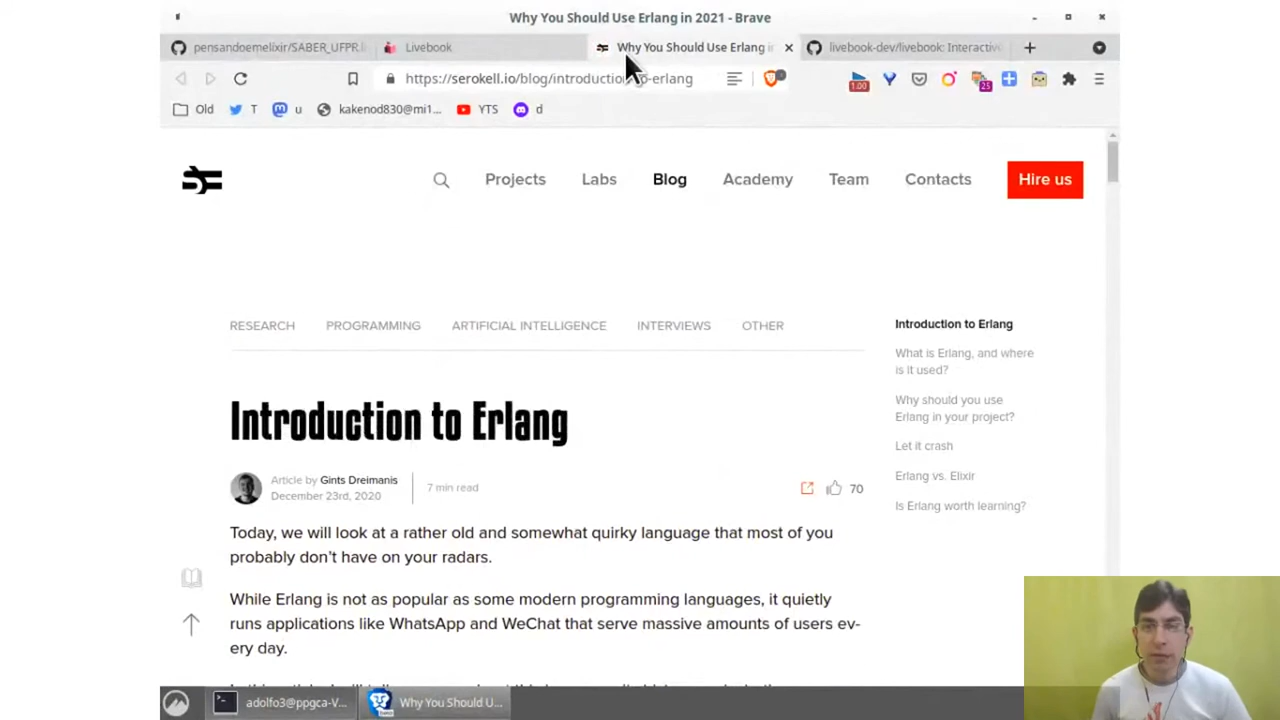 Why You Should Use Erlang in 2021 - Brave
pensandoemelixir/SABER_UFPR.l
Livebook
Why You Should Use Erlang i
livebook-dev/livebook: Interactiv
https://serokell.io/blog/introduction-to-erlang
1.00
25
Old
T
u
kakenod830@mi1...
YTS
d
Projects
Labs
Blog
Academy
Team
Contacts
Hire us
RESEARCH
PROGRAMMING
ARTIFICIAL INTELLIGENCE
INTERVIEWS
OTHER
Introduction to Erlang
What is Erlang, and where
is it used?
Why should you use
Erlang in your project?
Let it crash
Erlang vs. Elixir
Is Erlang worth learning?
Introduction to Erlang
Article by Gints Dreimanis
December 23rd, 2020
7 min read
70
Today, we will look at a rather old and somewhat quirky language that most of you
probably don't have on your radars.
While Erlang is not as popular as some modern programming languages, it quietly
runs applications like WhatsApp and WeChat that serve massive amounts of users ev-
ery day.
adolfo3@ppgca-V...
Why You Should U...